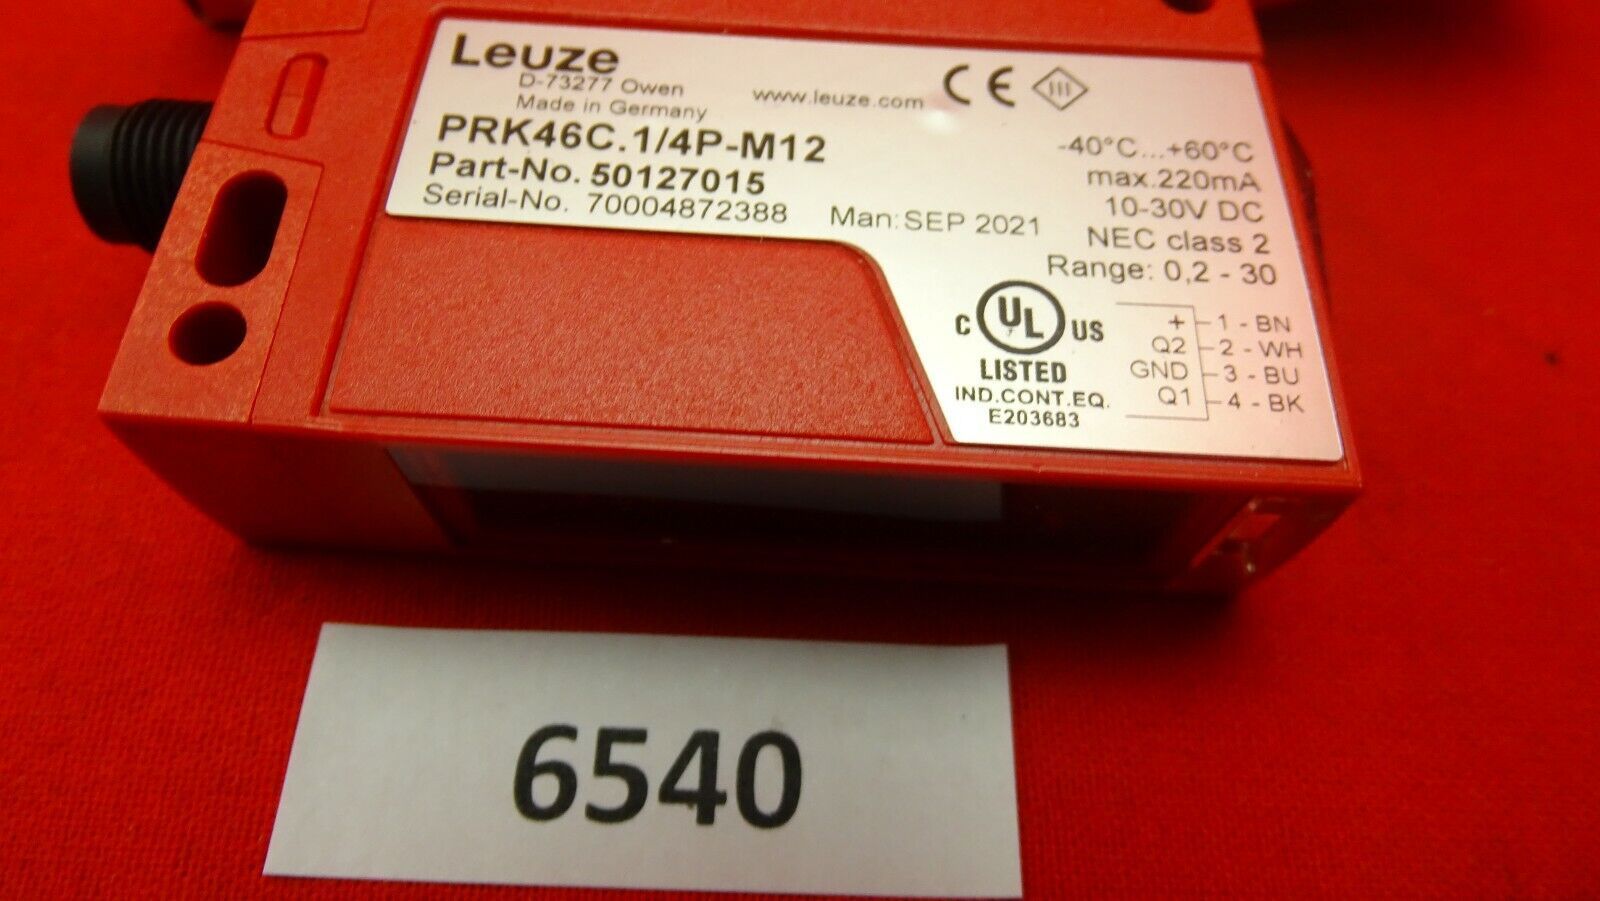 Leuze
D-73277 Owen
Made in Germany
www.leuze.com
CE
III
PRK46C.1/4P-M12
Part-No. 50127015
Serial-No. 70004872388 Man: SEP 2021
-40°C...+60°C
max.220mA
10-30V DC
NEC class 2
Range: 0,2 - 30
C UL US
LISTED
IND.CONT.EQ.
E203683
+ 1 - BN
Q2 2 - WH
GND 3 - BU
Q1 4 - BK
6540